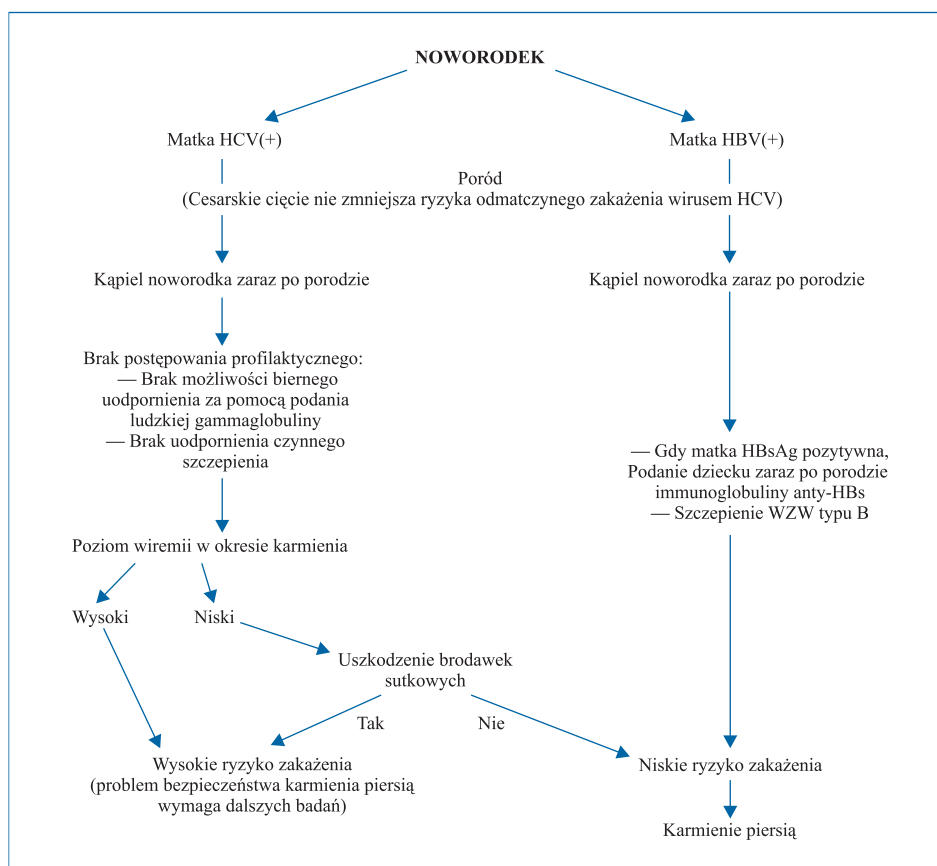 NOWORODEK
Matka HCV(+)
Matka HBV(+)
Poród
(Cesarskie cięcie nie zmniejsza ryzyka odmatczynego zakażenia wirusem HCV)
Kąpiel noworodka zaraz po porodzie
Kąpiel noworodka zaraz po porodzie
Brak postępowania profilaktycznego:
— Brak możliwości biernego
uodpornienia za pomocą podania
ludzkiej gammaglobuliny
— Brak uodpornienia czynnego
szczepienia
— Gdy matka HBsAg pozytywna,
Podanie dziecku zaraz po porodzie
immunoglobuliny anty-HBs
— Szczepienie WZW typu B
Poziom wiremii w okresie karmienia
Wysoki
Niski
Uszkodzenie brodawek
sutkowych
Tak
Nie
Wysokie ryzyko zakażenia
(problem bezpieczeństwa karmienia piersią
wymaga dalszych badań)
Niskie ryzyko zakażenia
Karmienie piersią